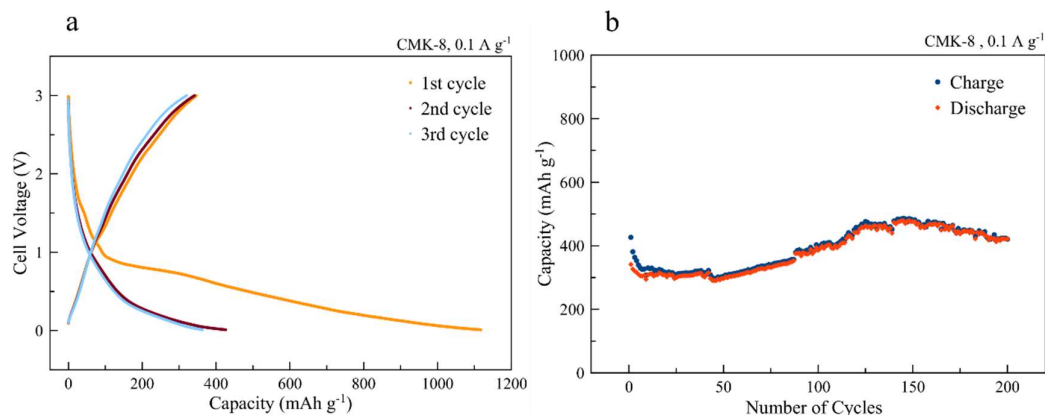 a
CMK-8, 0.1 A g⁻¹
1st cycle
2nd cycle
3rd cycle
3
2
1
0
Cell Voltage (V)
0 200 400 600 800 1000 1200
Capacity (mAh g⁻¹)
b
CMK-8 , 0.1 A g⁻¹
Charge
Discharge
1000
800
600
400
200
0
Capacity (mAh g⁻¹)
0 50 100 150 200
Number of Cycles